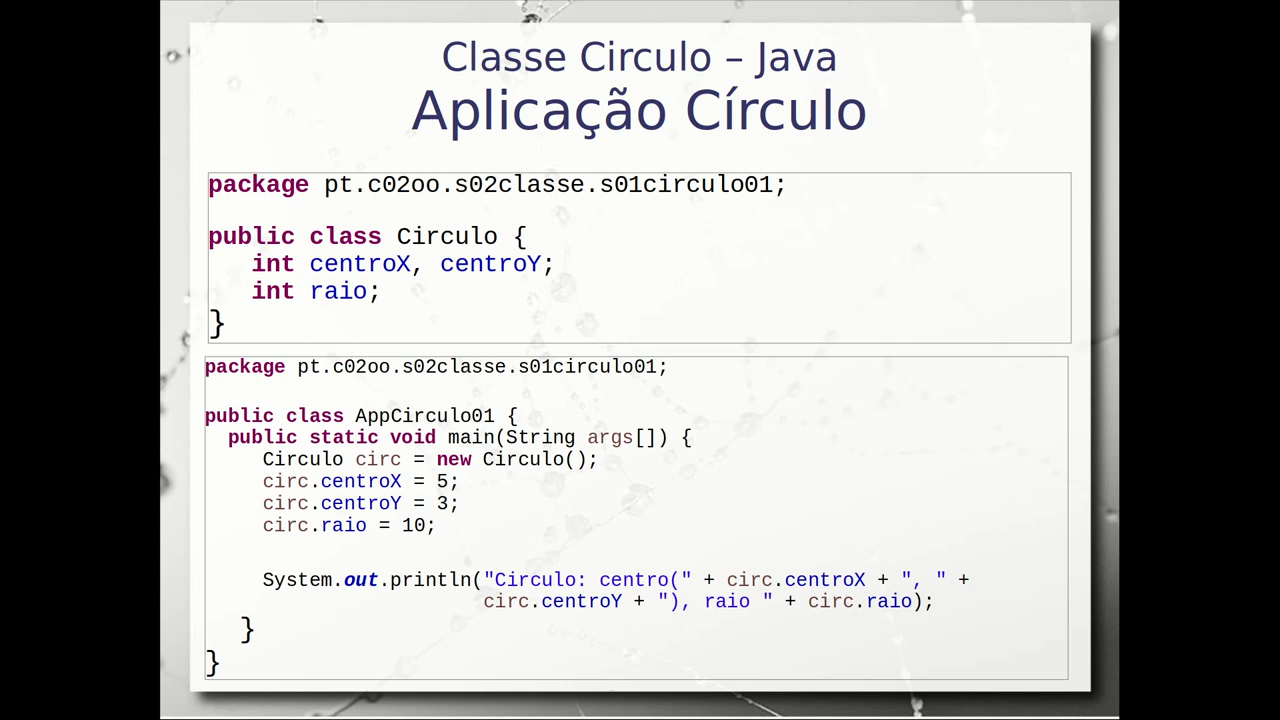 Classe Circulo – Java
Aplicação Círculo
package pt.c02oo.s02classe.s01circulo01;
public class Circulo {
int centroX, centroY;
int raio;
}
package pt.c02oo.s02classe.s01circulo01;
public class AppCirculo01 {
public static void main(String args[]) {
Circulo circ = new Circulo();
circ.centroX = 5;
circ.centroY = 3;
circ.raio = 10;
System.out.println("Circulo: centro(" + circ.centroX + ", " +
circ.centroY + "), raio " + circ.raio);
}
}